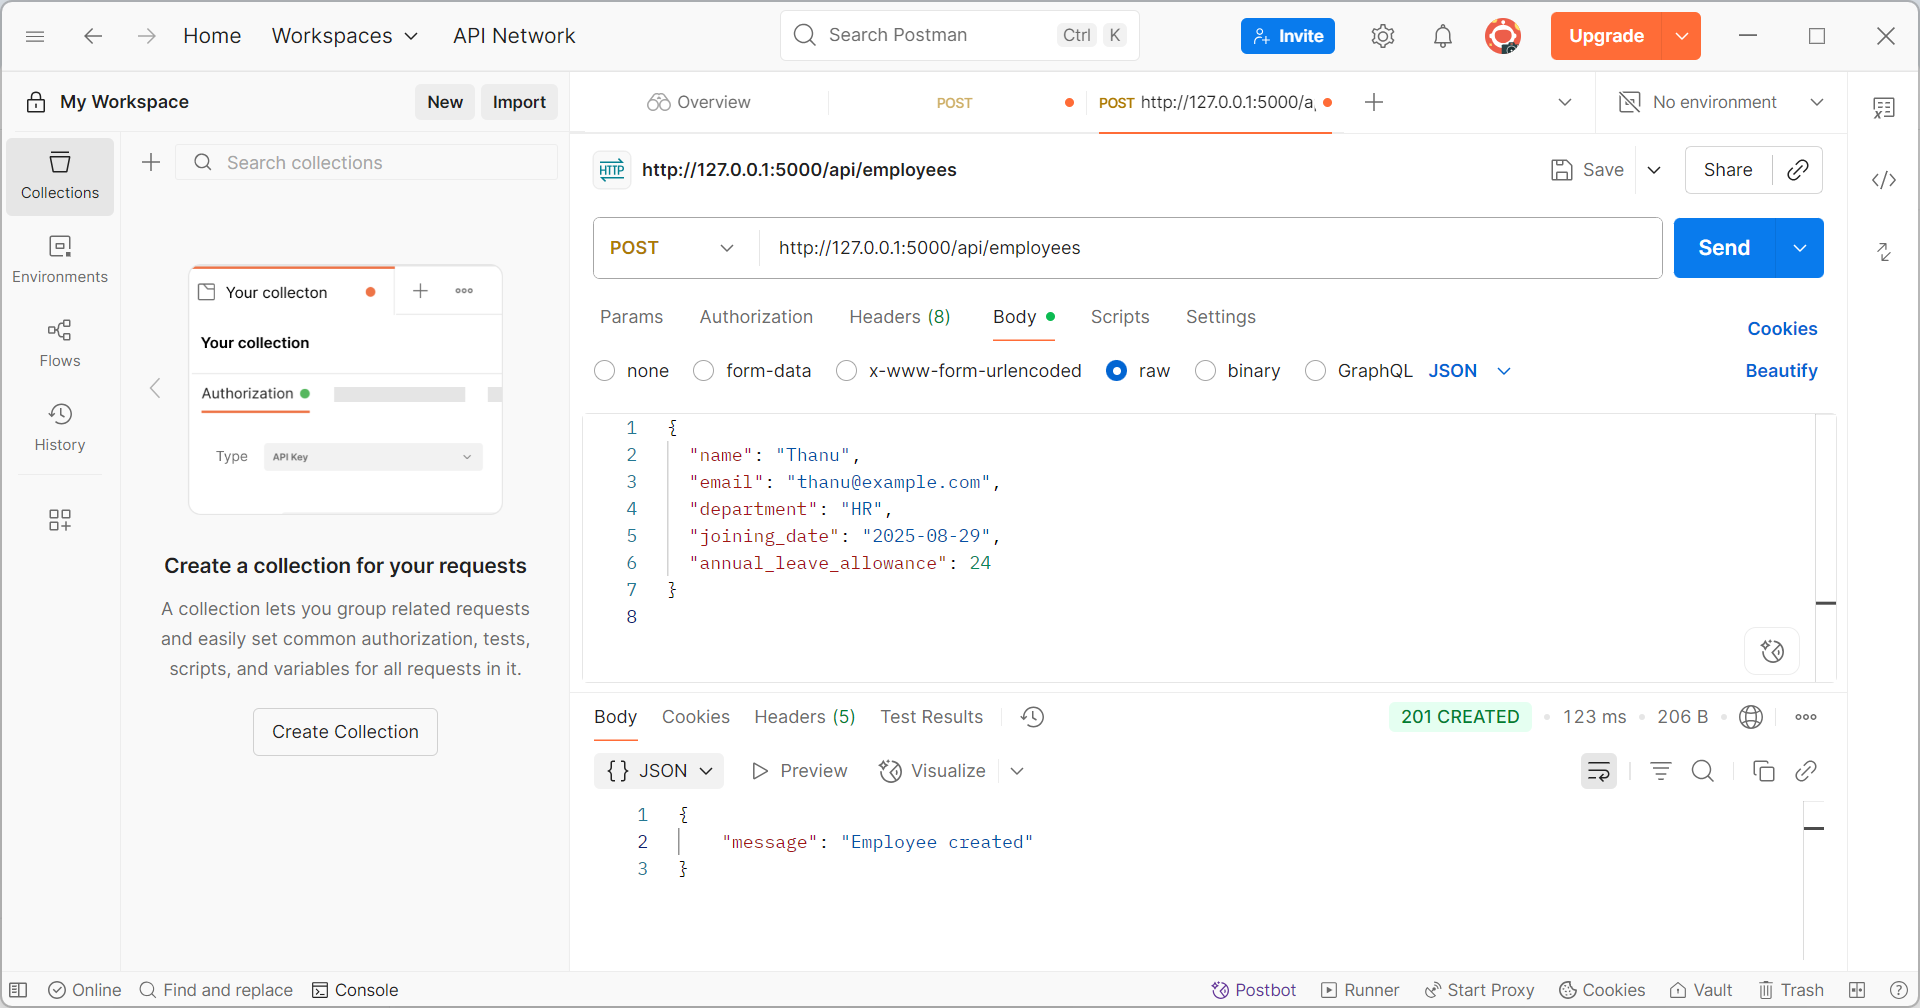 Home Workspaces API Network Search Postman Ctrl K Invite Upgrade
My Workspace New Import Overview POST POST http://127.0.0.1:5000/a No environment
Collections
Environments
Flows
History
Search collections
Your collecton
Your collection
Authorization
Type API Key
Create a collection for your requests
A collection lets you group related requests
and easily set common authorization, tests,
scripts, and variables for all requests in it.
Create Collection
HTTP http://127.0.0.1:5000/api/employees Save Share
POST http://127.0.0.1:5000/api/employees Send
Params Authorization Headers (8) Body Scripts Settings Cookies
none form-data x-www-form-urlencoded raw binary GraphQL JSON Beautify
1 {
2 "name": "Thanu",
3 "email": "thanu@example.com",
4 "department": "HR",
5 "joining_date": "2025-08-29",
6 "annual_leave_allowance": 24
7 }
8
Body Cookies Headers (5) Test Results 201 CREATED 123 ms 206 B
{} JSON Preview Visualize
1 {
2 "message": "Employee created"
3 }
Online Find and replace Console Postbot Runner Start Proxy Cookies Vault Trash